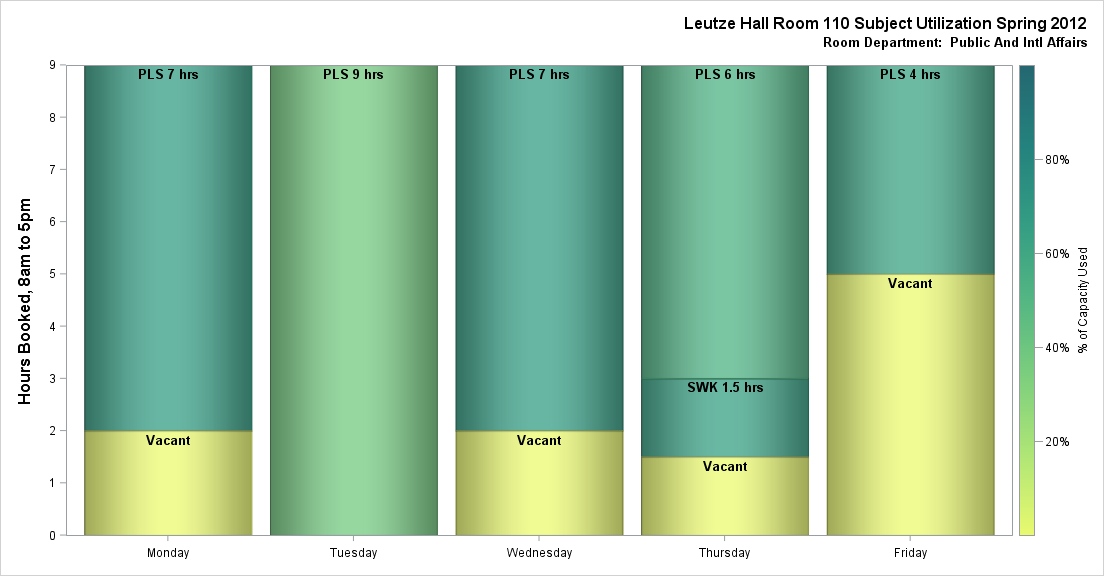 Leutze Hall Room 110 Subject Utilization Spring 2012
Room Department:  Public And Intl Affairs
Hours Booked, 8am to 5pm
9
8
7
6
5
4
3
2
1
0
PLS 7 hrs
Vacant
PLS 9 hrs
PLS 7 hrs
Vacant
PLS 6 hrs
SWK 1.5 hrs
Vacant
PLS 4 hrs
Vacant
Monday
Tuesday
Wednesday
Thursday
Friday
80%
60%
40%
20%
% of Capacity Used